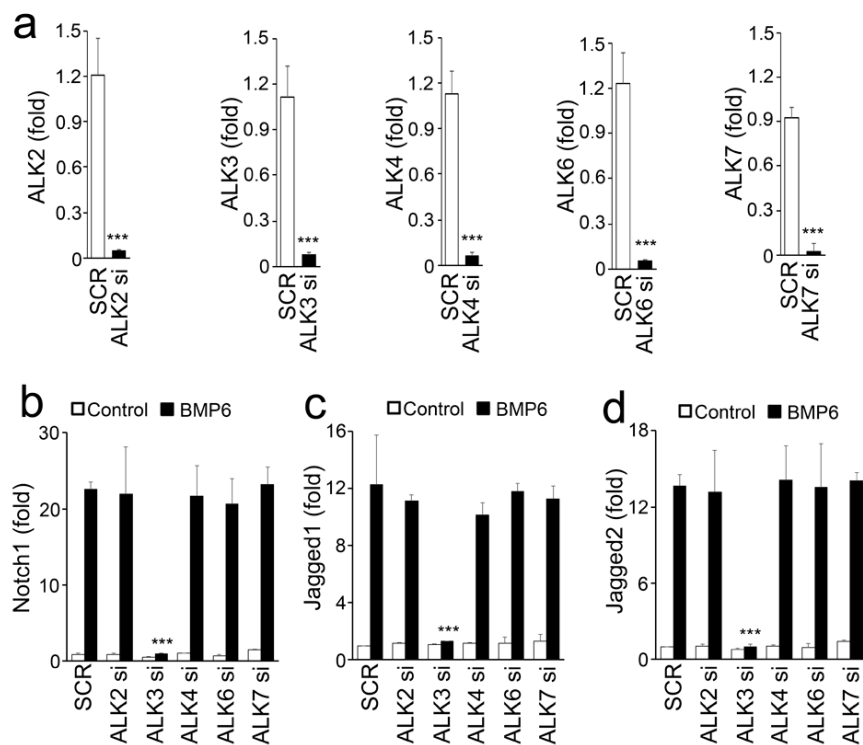 a
ALK2 (fold)
1.5
1.2
0.9
0.6
0.3
0
***
SCR
ALK2 si
ALK3 (fold)
1.5
1.2
0.9
0.6
0.3
0
***
SCR
ALK3 si
ALK4 (fold)
1.5
1.2
0.9
0.6
0.3
0
***
SCR
ALK4 si
ALK6 (fold)
1.5
1.2
0.9
0.6
0.3
0
***
SCR
ALK6 si
ALK7 (fold)
1.5
1.2
0.9
0.6
0.3
0
***
SCR
ALK7 si
b
Control BMP6
Notch1 (fold)
30
20
10
0
***
SCR
ALK2 si
ALK3 si
ALK4 si
ALK6 si
ALK7 si
c
Control BMP6
Jagged1 (fold)
16
12
8
4
0
***
SCR
ALK2 si
ALK3 si
ALK4 si
ALK6 si
ALK7 si
d
Control BMP6
Jagged2 (fold)
18
12
6
0
***
SCR
ALK2 si
ALK3 si
ALK4 si
ALK6 si
ALK7 si